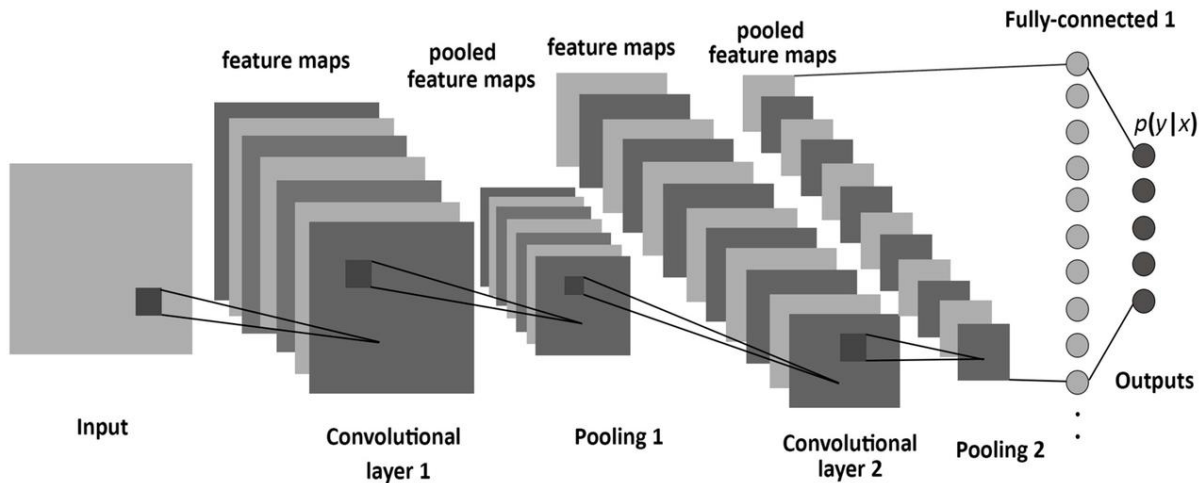 Fully-connected 1
feature maps
pooled
feature maps
feature maps
pooled
feature maps
p(y|x)
Input
Convolutional
layer 1
Pooling 1
Convolutional
layer 2
Pooling 2
Outputs